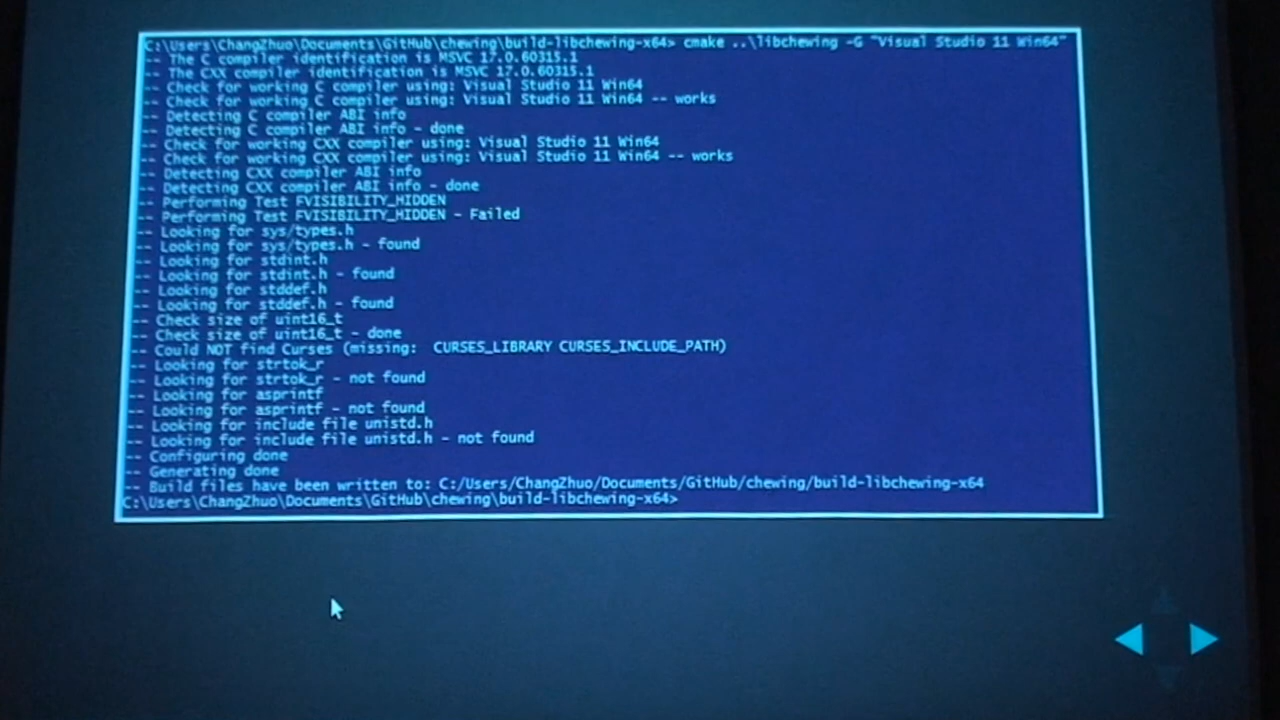 C:\Users\ChangZhuo\Documents\GitHub\chewing\build-libchewing-x64> cmake ..\libchewing -G "Visual Studio 11 Win64"
-- The C compiler identification is MSVC 17.0.60315.1
-- The CXX compiler identification is MSVC 17.0.60315.1
-- Check for working C compiler using: Visual Studio 11 Win64
-- Check for working C compiler using: Visual Studio 11 Win64 -- works
-- Detecting C compiler ABI info
-- Detecting C compiler ABI info - done
-- Check for working CXX compiler using: Visual Studio 11 Win64
-- Check for working CXX compiler using: Visual Studio 11 Win64 -- works
-- Detecting CXX compiler ABI info
-- Detecting CXX compiler ABI info - done
-- Performing Test FVISIBILITY_HIDDEN
-- Performing Test FVISIBILITY_HIDDEN - Failed
-- Looking for sys/types.h
-- Looking for sys/types.h - found
-- Looking for stdint.h
-- Looking for stdint.h - found
-- Looking for stddef.h
-- Looking for stddef.h - found
-- Check size of uint16_t
-- Check size of uint16_t - done
-- Could NOT find Curses (missing:  CURSES_LIBRARY CURSES_INCLUDE_PATH)
-- Looking for strtok_r
-- Looking for strtok_r - not found
-- Looking for asprintf
-- Looking for asprintf - not found
-- Looking for include file unistd.h
-- Looking for include file unistd.h - not found
-- Configuring done
-- Generating done
-- Build files have been written to: C:/Users/ChangZhuo/Documents/GitHub/chewing/build-libchewing-x64
C:\Users\ChangZhuo\Documents\GitHub\chewing\build-libchewing-x64>